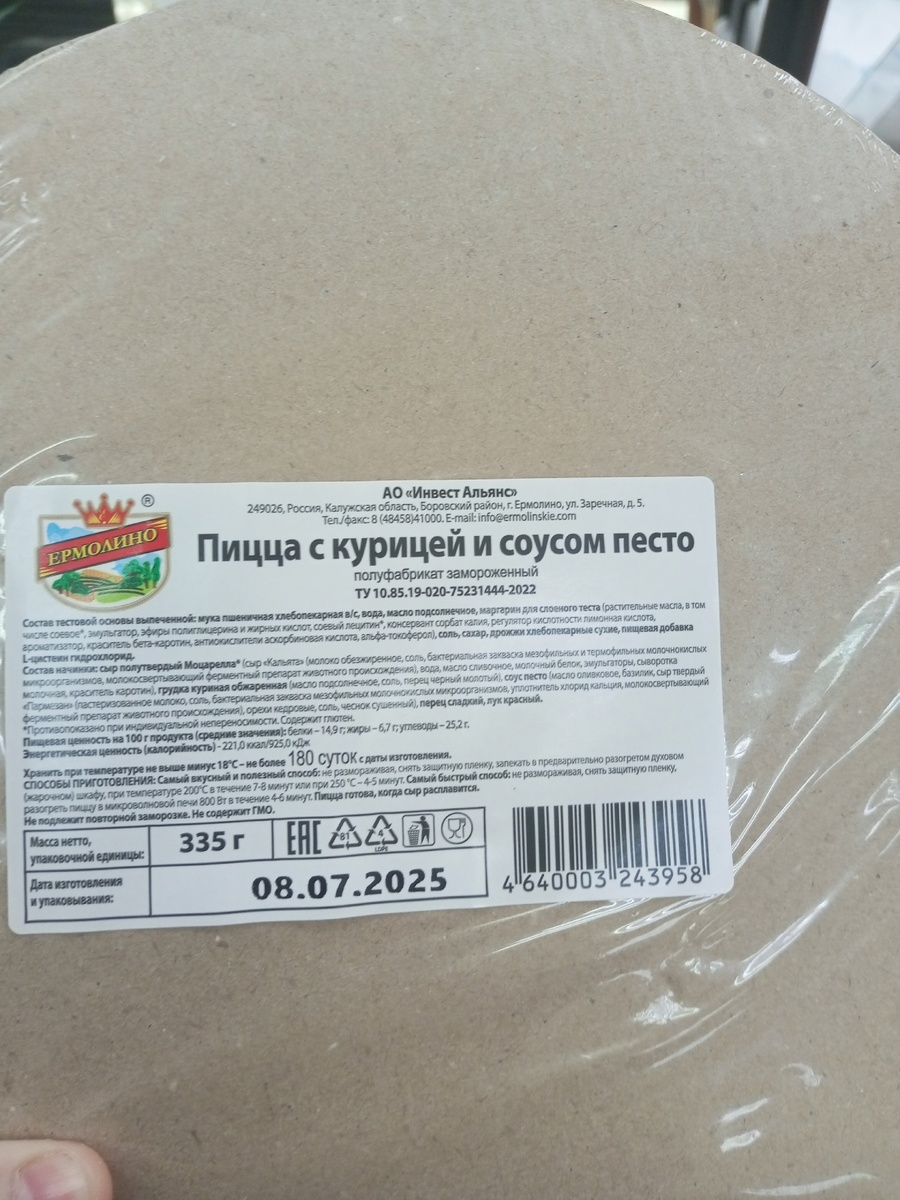 АО «Инвест Альянс»
249026, Россия, Калужская область, Боровский район, г. Ермолино, ул. Заречная, д. 5.
Тел./факс: 8 (48458)41000. E-mail: info@ermolinskie.com
®
ЕРМОЛИНО
Пицца с курицей и соусом песто
полуфабрикат замороженный
ТУ 10.85.19-020-75231444-2022
Состав тестовой основы выпеченной: мука пшеничная хлебопекарная в/с, вода, масло подсолнечное, маргарин для слоеного теста (растительные масла, в том
числе соевое*, эмульгатор, эфиры полиглицерина и жирных кислот, соевый лецитин*, консервант сорбат калия, регулятор кислотности лимонная кислота,
ароматизатор, краситель бета-каротин, антиокислители аскорбиновая кислота, альфа-токоферол), соль, сахар, дрожжи хлебопекарные сухие, пищевая добавка
L-цистеин гидрохлорид.
Состав начинки: сыр полутвердый Моцарелла* (сыр «Кальята» (молоко обезжиренное, соль, бактериальная закваска мезофильных и термофильных молочнокислых
микроорганизмов, молокосвертывающий ферментный препарат животного происхождения), вода, масло сливочное, молочный белок, эмульгаторы, сыворотка
молочная, краситель каротин), грудка куриная обжаренная (масло подсолнечное, соль, перец черный молотый), соус песто (масло оливковое, базилик, сыр твердый
«Пармезан» (пастеризованное молоко, соль, бактериальная закваска мезофильных молочнокислых микроорганизмов, уплотнитель хлорид кальция, молокосвертывающий
ферментный препарат животного происхождения), орехи кедровые, соль, чеснок сушенный), перец сладкий, лук красный.
*Противопоказано при индивидуальной непереносимости. Содержит глютен.
Пищевая ценность на 100 г продукта (средние значения): белки – 14,9 г; жиры – 6,7 г; углеводы – 25,2 г.
Энергетическая ценность (калорийность) - 221,0 ккал/925,0 кДж
Хранить при температуре не выше минус 18°С – не более 180 суток с даты изготовления.
СПОСОБЫ ПРИГОТОВЛЕНИЯ: Самый вкусный и полезный способ: не размораживая, снять защитную пленку, запекать в предварительно разогретом духовом
(жарочном) шкафу, при температуре 200°С в течение 7-8 минут или при 250 °С – 4-5 минут. Самый быстрый способ: не размораживая, снять защитную пленку,
разогреть пиццу в микроволновой печи 800 Вт в течение 4-6 минут. Пицца готова, когда сыр расплавится.
Не подлежит повторной заморозке. Не содержит ГМО.
Масса нетто,
упаковочной единицы:
335 г
EAC
81
4
LDPE
Дата изготовления
и упаковывания:
08.07.2025
4 640003 243958